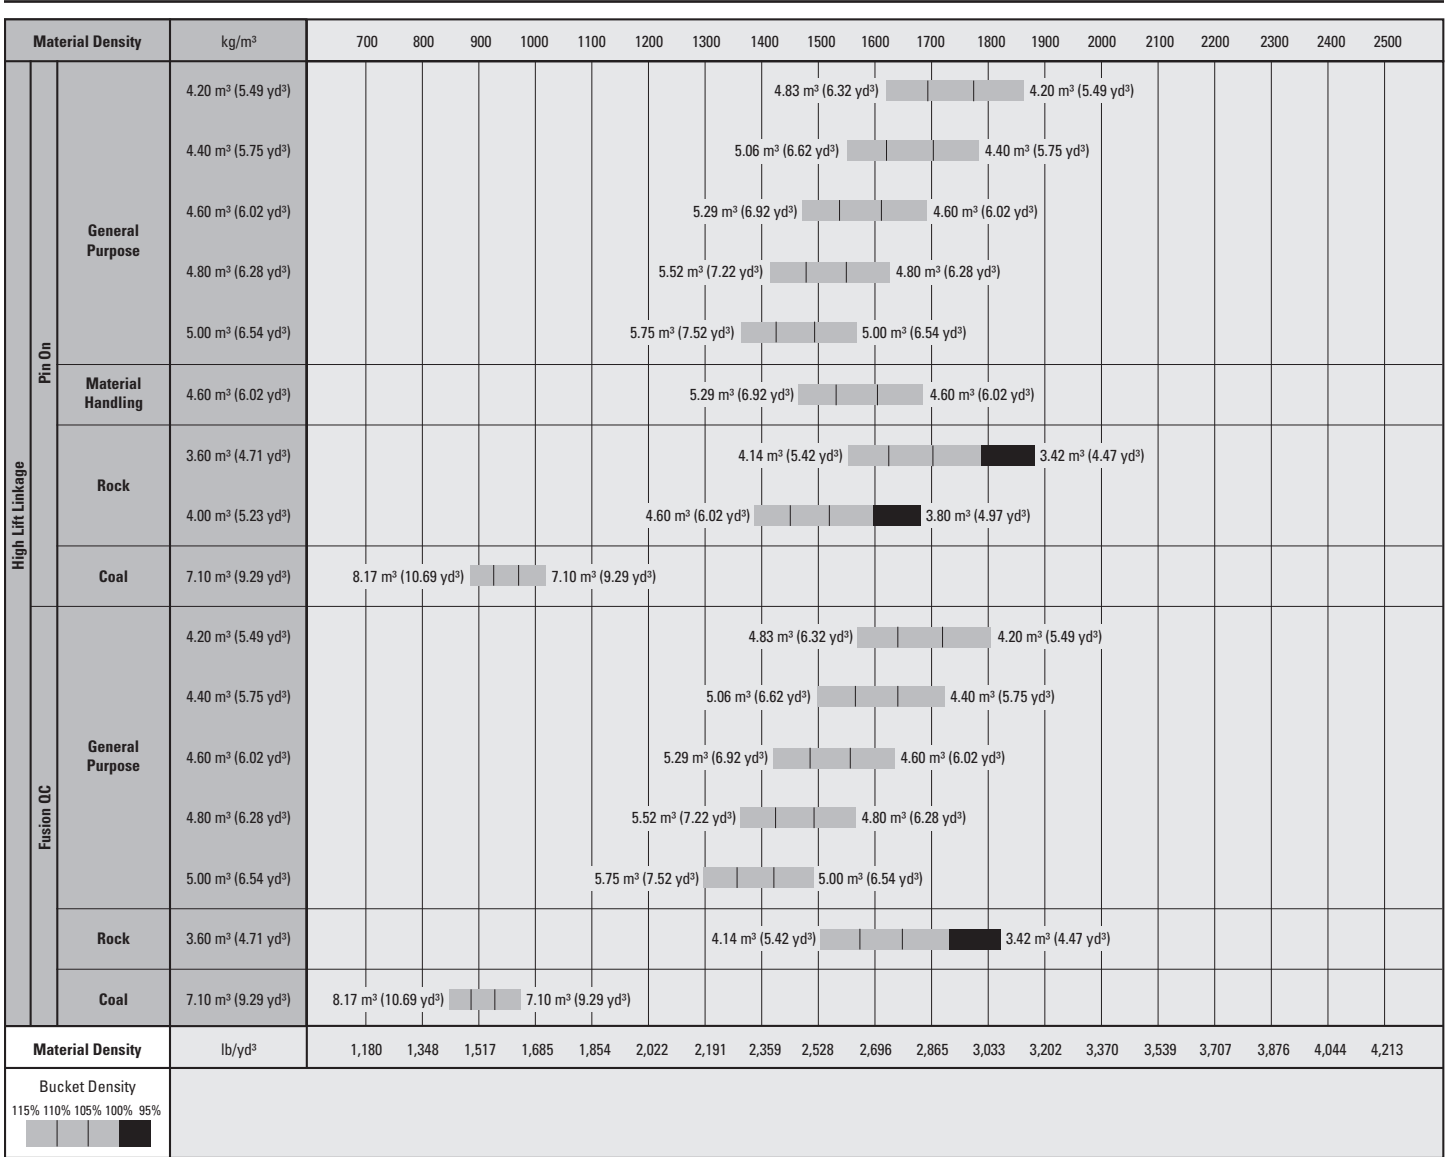 Material Density kg/m³ 700 800 900 1000 1100 1200 1300 1400 1500 1600 1700 1800 1900 2000 2100 2200 2300 2400 2500
High Lift Linkage
Pin On
General
Purpose
4.20 m³ (5.49 yd³) 4.83 m³ (6.32 yd³) 4.20 m³ (5.49 yd³)
4.40 m³ (5.75 yd³) 5.06 m³ (6.62 yd³) 4.40 m³ (5.75 yd³)
4.60 m³ (6.02 yd³) 5.29 m³ (6.92 yd³) 4.60 m³ (6.02 yd³)
4.80 m³ (6.28 yd³) 5.52 m³ (7.22 yd³) 4.80 m³ (6.28 yd³)
5.00 m³ (6.54 yd³) 5.75 m³ (7.52 yd³) 5.00 m³ (6.54 yd³)
Material
Handling
4.60 m³ (6.02 yd³) 5.29 m³ (6.92 yd³) 4.60 m³ (6.02 yd³)
Rock
3.60 m³ (4.71 yd³) 4.14 m³ (5.42 yd³) 3.42 m³ (4.47 yd³)
4.00 m³ (5.23 yd³) 4.60 m³ (6.02 yd³) 3.80 m³ (4.97 yd³)
Coal 7.10 m³ (9.29 yd³) 8.17 m³ (10.69 yd³) 7.10 m³ (9.29 yd³)
Fusion QC
General
Purpose
4.20 m³ (5.49 yd³) 4.83 m³ (6.32 yd³) 4.20 m³ (5.49 yd³)
4.40 m³ (5.75 yd³) 5.06 m³ (6.62 yd³) 4.40 m³ (5.75 yd³)
4.60 m³ (6.02 yd³) 5.29 m³ (6.92 yd³) 4.60 m³ (6.02 yd³)
4.80 m³ (6.28 yd³) 5.52 m³ (7.22 yd³) 4.80 m³ (6.28 yd³)
5.00 m³ (6.54 yd³) 5.75 m³ (7.52 yd³) 5.00 m³ (6.54 yd³)
Rock 3.60 m³ (4.71 yd³) 4.14 m³ (5.42 yd³) 3.42 m³ (4.47 yd³)
Coal 7.10 m³ (9.29 yd³) 8.17 m³ (10.69 yd³) 7.10 m³ (9.29 yd³)
Material Density lb/yd³ 1,180 1,348 1,517 1,685 1,854 2,022 2,191 2,359 2,528 2,696 2,865 3,033 3,202 3,370 3,539 3,707 3,876 4,044 4,213
Bucket Density
115% 110% 105% 100% 95%